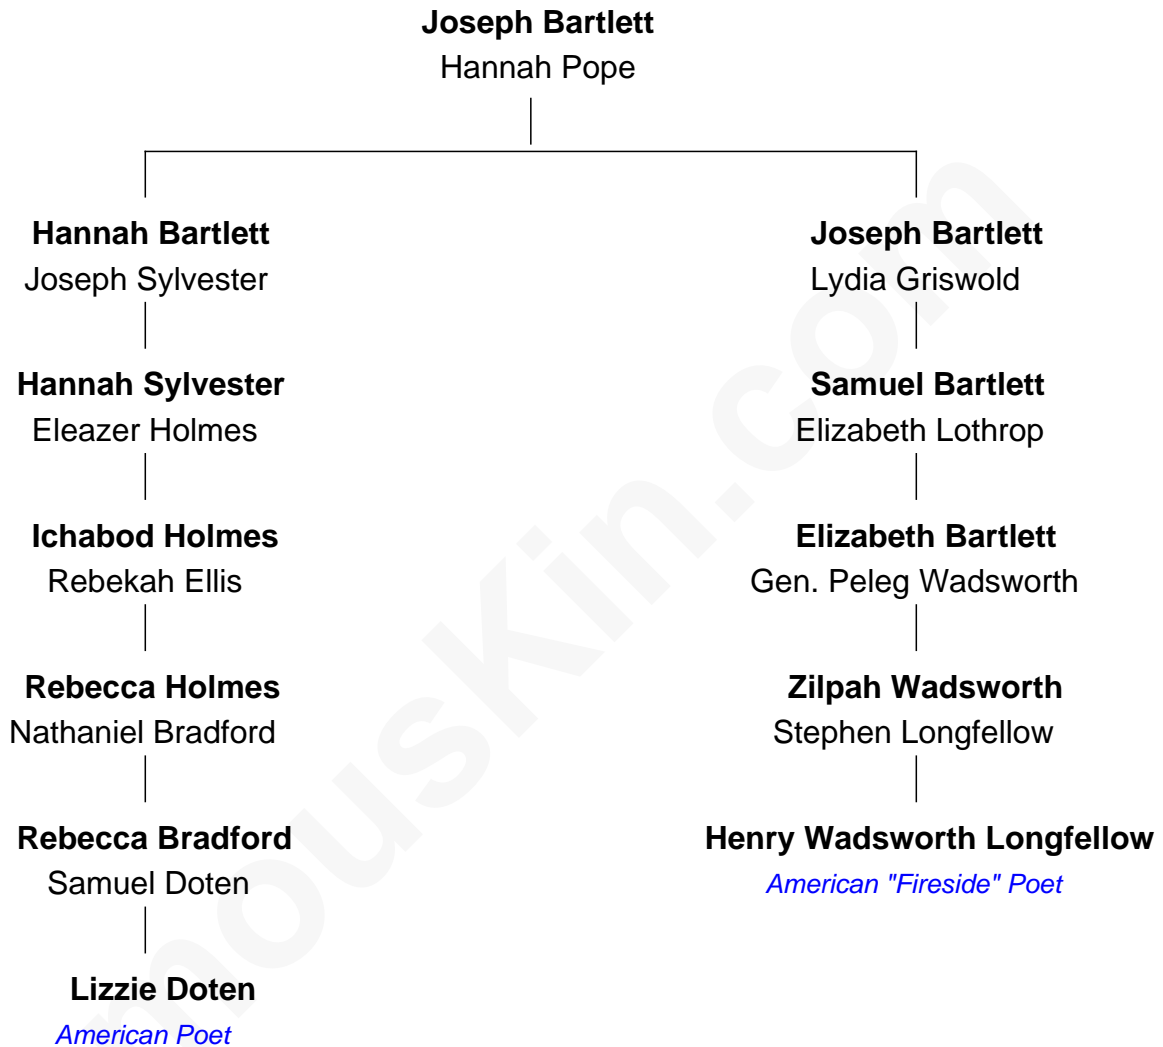 Joseph Bartlett
Hannah Pope
Hannah Bartlett
Joseph Sylvester
Hannah Sylvester
Eleazer Holmes
Ichabod Holmes
Rebekah Ellis
Rebecca Holmes
Nathaniel Bradford
Rebecca Bradford
Samuel Doten
Lizzie Doten
American Poet
Joseph Bartlett
Lydia Griswold
Samuel Bartlett
Elizabeth Lothrop
Elizabeth Bartlett
Gen. Peleg Wadsworth
Zilpah Wadsworth
Stephen Longfellow
Henry Wadsworth Longfellow
American "Fireside" Poet
mousKin.com